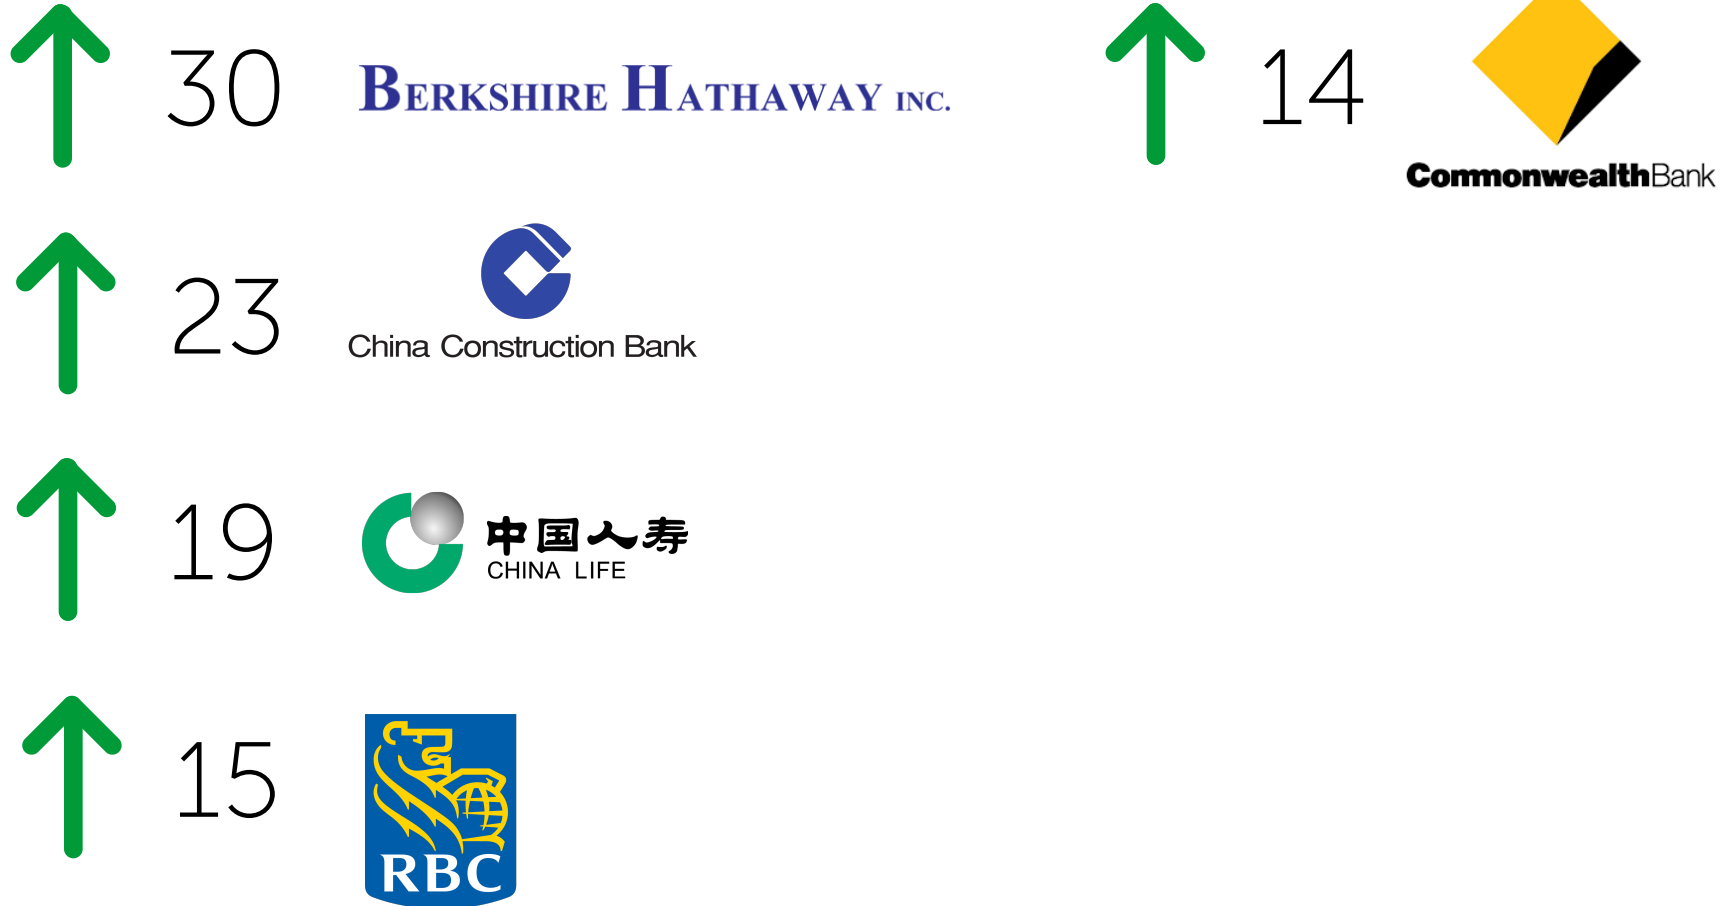 30 BERKSHIRE HATHAWAY INC.
14 CommonwealthBank
23 China Construction Bank
19 中国人寿
CHINA LIFE
15 RBC